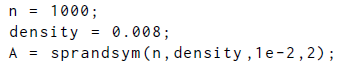 n = 1000;
density = 0.008;
A = sprandsym(n,density,1e-2,2);